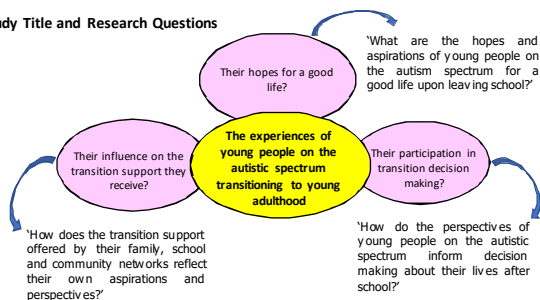 dy Title and Research Questions
Their hopes for a good
life?
'What are the hopes and
aspirations of young people on
the autism spectrum for a
good life upon leaving school?'
The experiences of
young people on the
autistic spectrum
transitioning to young
adulthood
Their influence on the
transition support they
receive?
Their participation in
transition decision
making?
'How does the transition support
offered by their family, school
and community networks reflect
their own aspirations and
perspectives?'
'How do the perspectives of
young people on the autistic
spectrum inform decision
making about their lives after
school?'